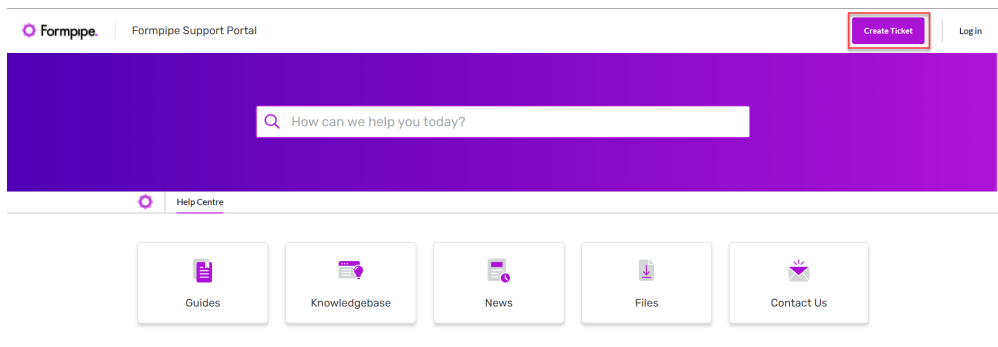 Formpipe. Formpipe Support Portal Create Ticket Log in
How can we help you today?
Help Centre
Guides Knowledgebase News Files Contact Us